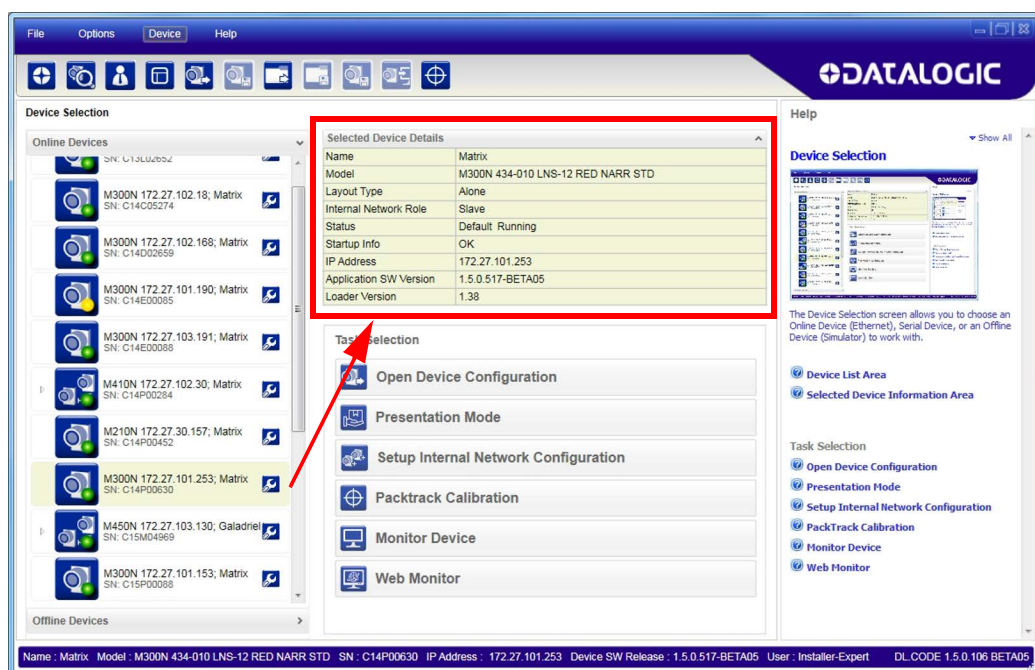 File Options Device Help
DATALOGIC
Device Selection
Online Devices
SN: C13L02652
M300N 172.27.102.18; Matrix
SN: C14C05274
M300N 172.27.102.168; Matrix
SN: C14D02659
M300N 172.27.101.190; Matrix
SN: C14E00085
M300N 172.27.103.191; Matrix
SN: C14E00088
M410N 172.27.102.30; Matrix
SN: C14P00284
M210N 172.27.30.157; Matrix
SN: C14P00452
M300N 172.27.101.253; Matrix
SN: C14P00630
M450N 172.27.103.130; Galadriel
SN: C15M04969
M300N 172.27.101.153; Matrix
SN: C15P00088
Offline Devices
Selected Device Details
Name Matrix
Model M300N 434-010 LNS-12 RED NARR STD
Layout Type Alone
Internal Network Role Slave
Status Default Running
Startup Info OK
IP Address 172.27.101.253
Application SW Version 1.5.0.517-BETA05
Loader Version 1.38
Task Selection
Open Device Configuration
Presentation Mode
Setup Internal Network Configuration
Packtrack Calibration
Monitor Device
Web Monitor
Help
Show All
Device Selection
The Device Selection screen allows you to choose an
Online Device (Ethernet), Serial Device, or an Offline
Device (Simulator) to work with.
Device List Area
Selected Device Information Area
Task Selection
Open Device Configuration
Presentation Mode
Setup Internal Network Configuration
PackTrack Calibration
Monitor Device
Web Monitor
Name : Matrix Model : M300N 434-010 LNS-12 RED NARR STD SN : C14P00630 IP Address : 172.27.101.253 Device SW Release : 1.5.0.517-BETA05 User : Installer-Expert DL.CODE 1.5.0.106 BETA06